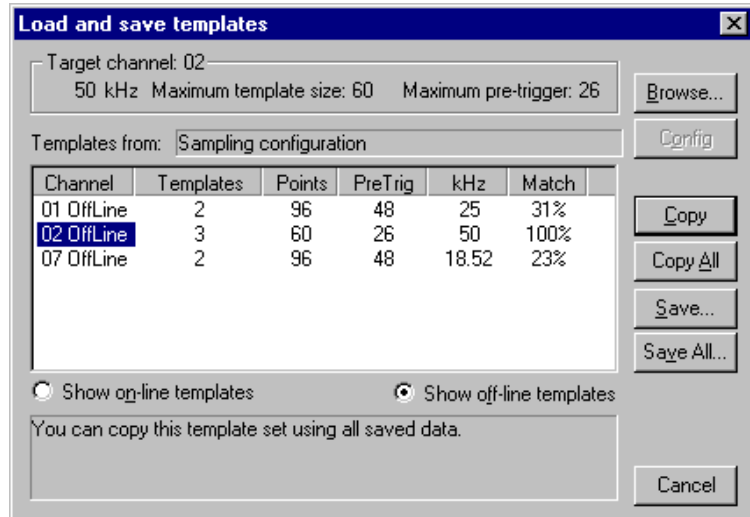 Load and save templates
Target channel: 02
50 kHz Maximum template size: 60 Maximum pre-trigger: 26
Browse...
Templates from: Sampling configuration
Config
Channel Templates Points PreTrig kHz Match
01 OffLine 2 96 48 25 31%
02 OffLine 3 60 26 50 100%
07 OffLine 2 96 48 18.52 23%
Copy
Copy All
Save...
Save All...
Show on-line templates Show off-line templates
You can copy this template set using all saved data.
Cancel